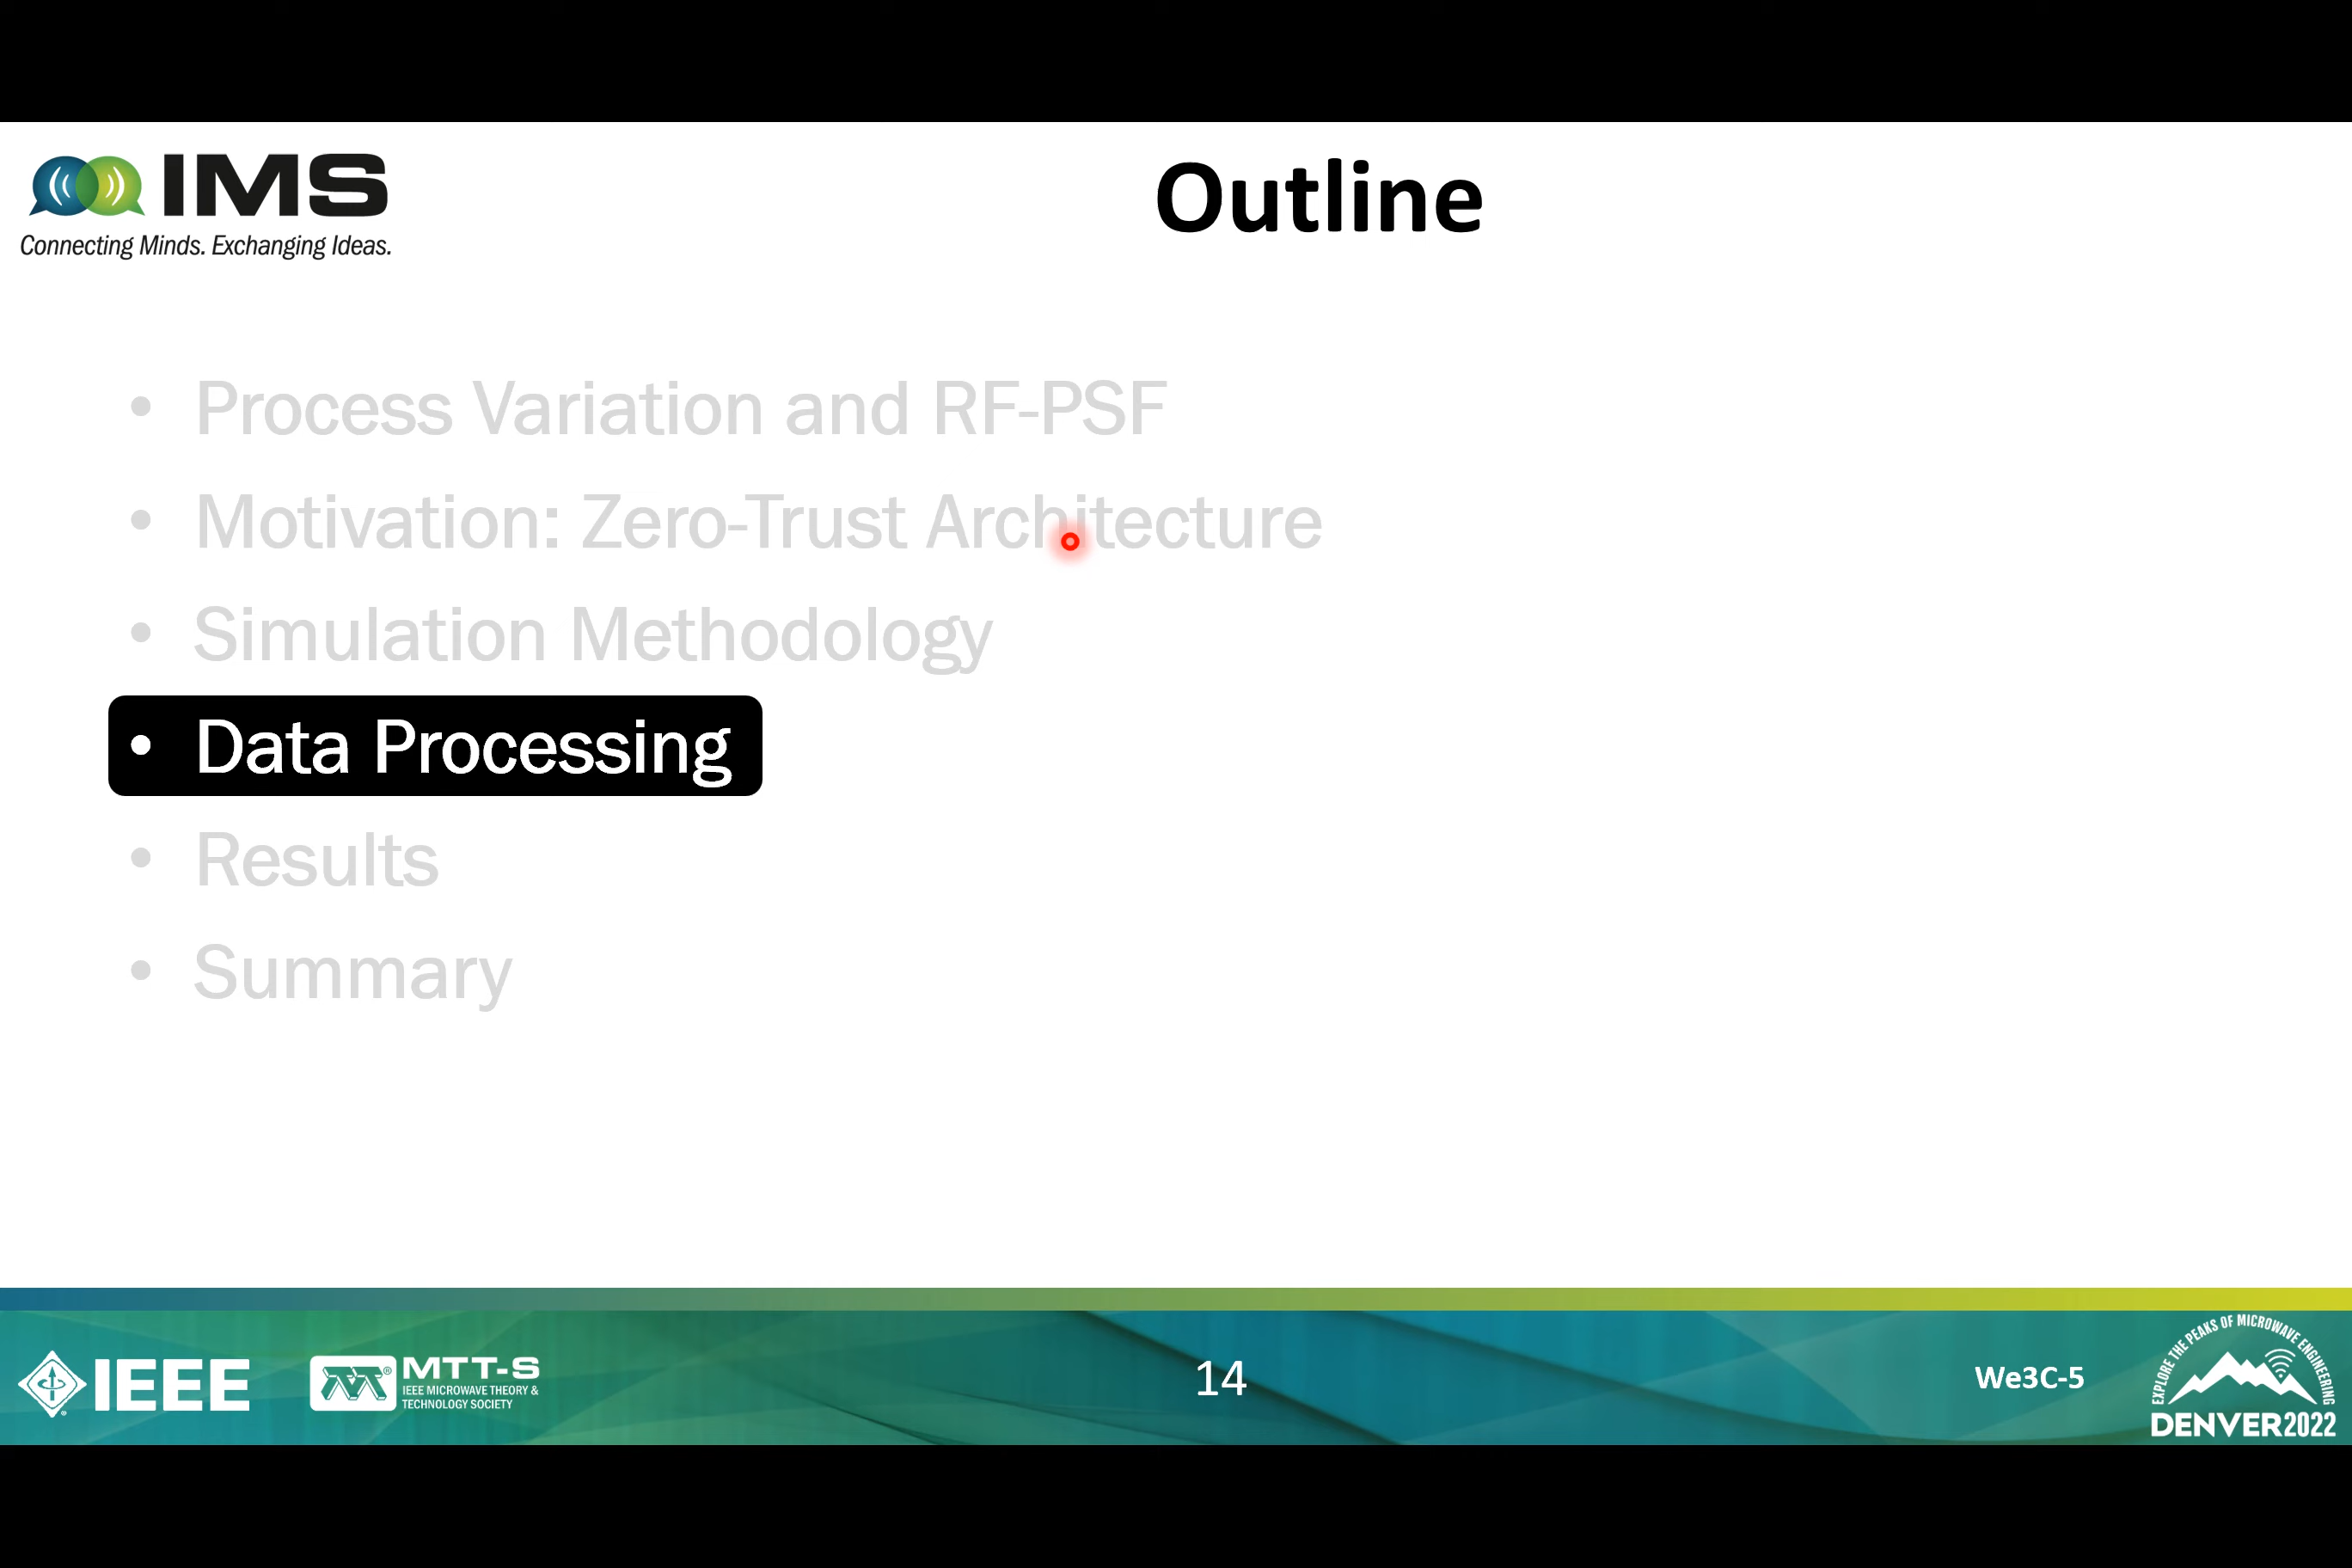 IMS
Connecting Minds. Exchanging Ideas.
Outline
• Process Variation and RF-PSF
• Motivation: Zero-Trust Architecture
• Simulation Methodology
• Data Processing
• Results
• Summary
IEEE
MTT-S
IEEE MICROWAVE THEORY &
TECHNOLOGY SOCIETY
14
We3C-5
EXPLORE THE PEAKS OF MICROWAVE ENGINEERING
DENVER2022